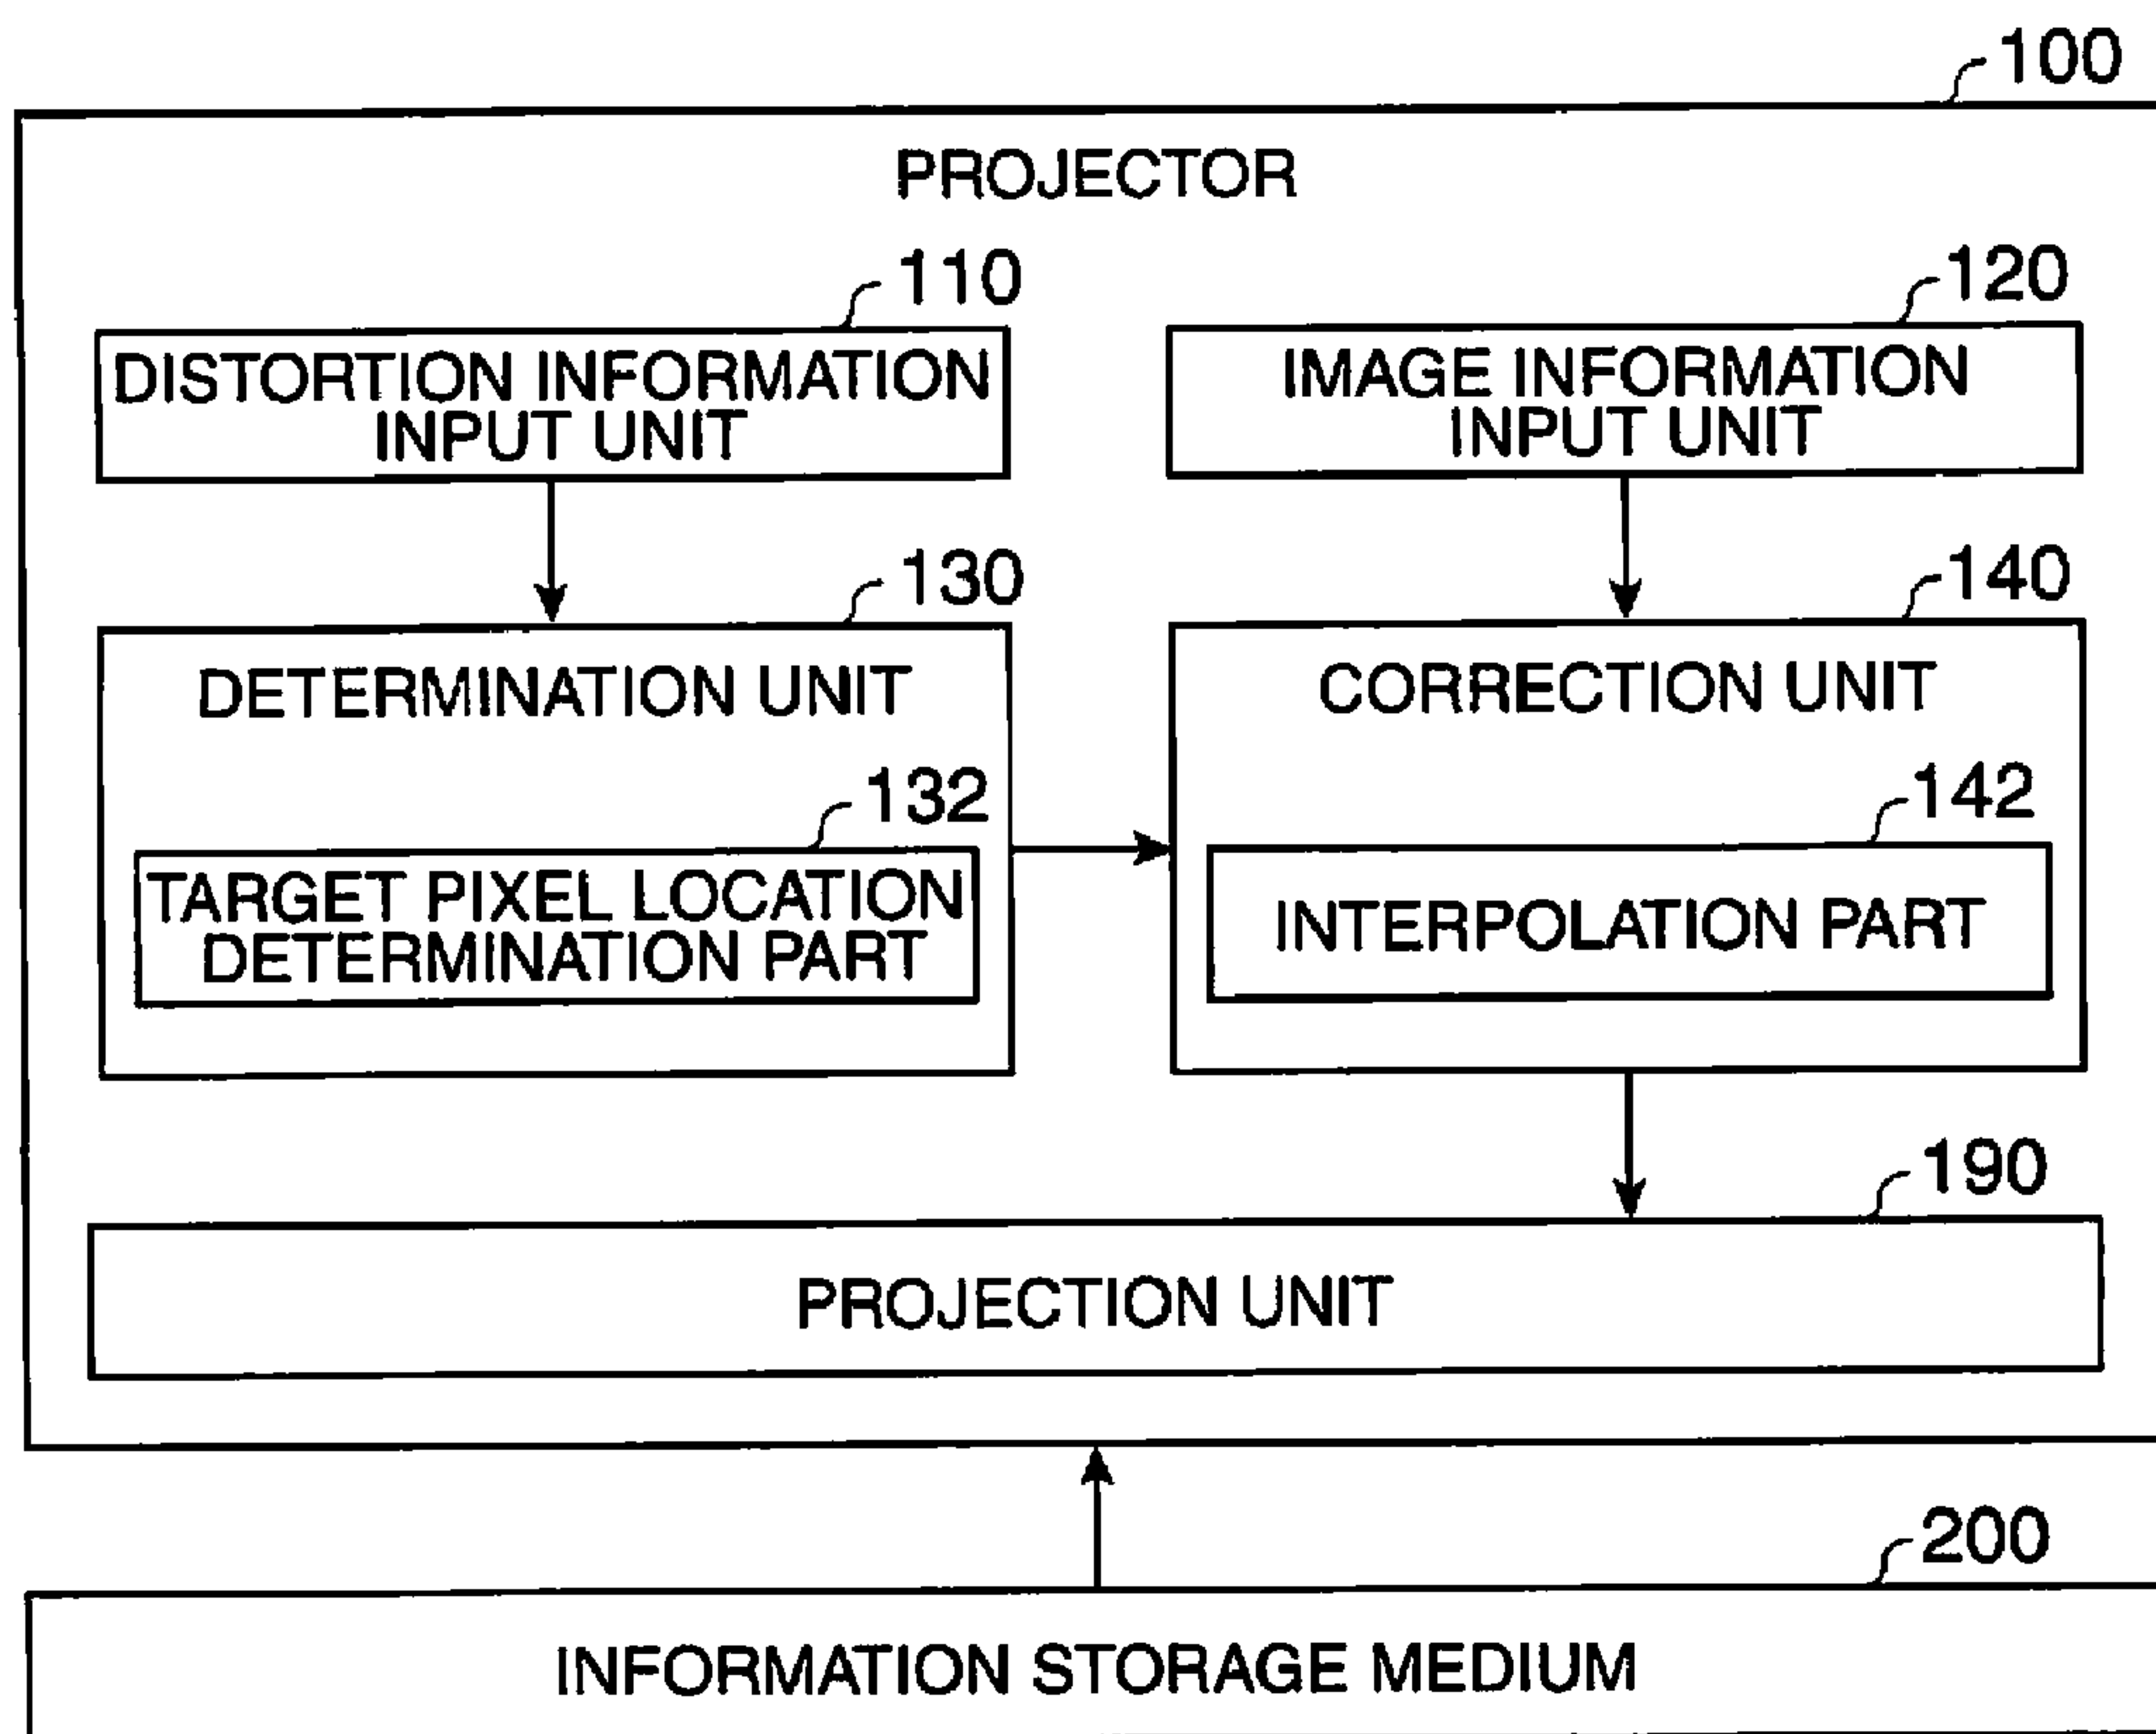 100
PROJECTOR
110
120
DISTORTION INFORMATION
INPUT UNIT
IMAGE INFORMATION
INPUT UNIT
130
140
DETERMINATION UNIT
CORRECTION UNIT
132
142
TARGET PIXEL LOCATION
DETERMINATION PART
INTERPOLATION PART
190
PROJECTION UNIT
200
INFORMATION STORAGE MEDIUM